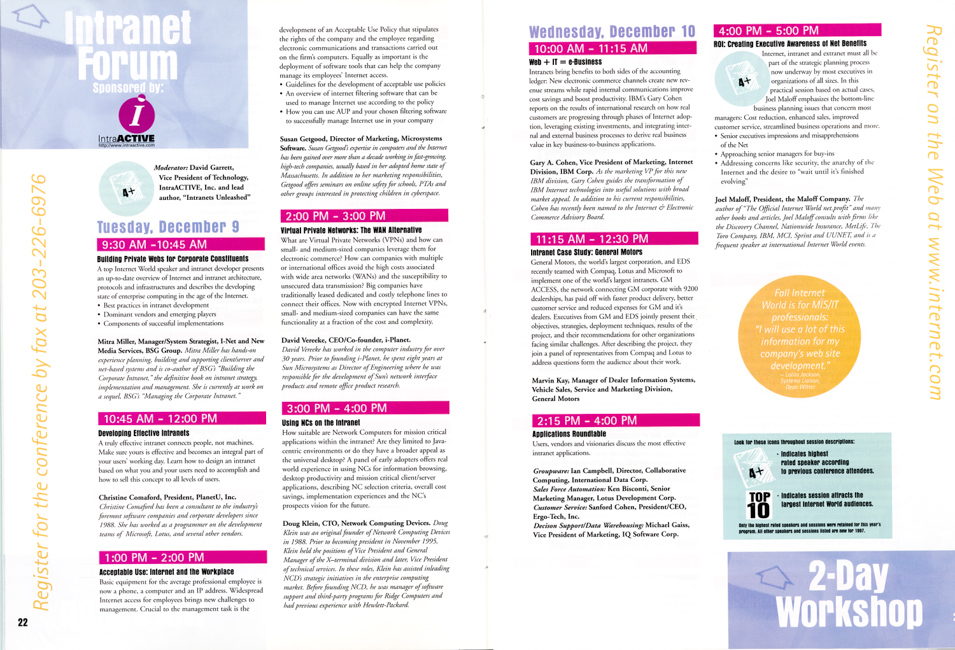 Intranet
Forum
Sponsored by:
IntraACTIVE
http://www.intraactive.com
4+
Moderator: David Garrett,
Vice President of Technology,
IntraACTIVE, Inc. and lead
author, “Intranets Unleashed”
Tuesday, December 9
9:30 AM -10:45 AM
Building Private Webs for Corporate Constituents
A top Internet World speaker and intranet developer presents
an up-to-date overview of Internet and intranet architecture,
protocols and infrastructures and describes the developing
state of enterprise computing in the age of the Internet.
• Best practices in intranet development
• Dominant vendors and emerging players
• Components of successful implementations
Mitra Miller, Manager/System Strategist, I-Net and New
Media Services, BSG Group. Mitra Miller has hands-on
experience planning, building and supporting client/server and
net-based systems and is co-author of BSG's “Building the
Corporate Intranet,” the definitive book on intranet strategy,
implementation and management. She is currently at work on
a sequel, BSG's “Managing the Corporate Intranet.”
10:45 AM – 12:00 PM
Developing Effective Intranets
A truly effective intranet connects people, not machines.
Make sure yours is effective and becomes an integral part of
your users' working day. Learn how to design an intranet
based on what you and your users need to accomplish and
how to sell this concept to all levels of users.
Christine Comaford, President, PlanetU, Inc.
Christine Comaford has been a consultant to the industry's
foremost software companies and corporate developers since
1988. She has worked as a programmer on the development
teams of Microsoft, Lotus, and several other vendors.
1:00 PM – 2:00 PM
Acceptable Use: Internet and the Workplace
Basic equipment for the average professional employee is
now a phone, a computer and an IP address. Widespread
Internet access for employees brings new challenges to
management. Crucial to the management task is the
Register for the conference by fax at 203-226-6976
22
development of an Acceptable Use Policy that stipulates
the rights of the company and the employee regarding
electronic communications and transactions carried out
on the firm's computers. Equally as important is the
deployment of software tools that can help the company
manage its employees' Internet access.
• Guidelines for the development of acceptable use policies
• An overview of internet filtering software that can be
used to manage Internet use according to the policy
• How you can use AUP and your chosen filtering software
to successfully manage Internet use in your company
Susan Getgood, Director of Marketing, Microsystems
Software. Susan Getgood's expertise in computers and the Internet
has been gained over more than a decade working in fast-growing,
high-tech companies, usually based in her adopted home state of
Massachusetts. In addition to her marketing responsibilities,
Getgood offers seminars on online safety for schools, PTAs and
other groups interested in protecting children in cyberspace.
2:00 PM – 3:00 PM
Virtual Private Networks: The WAN Alternative
What are Virtual Private Networks (VPNs) and how can
small- and medium-sized companies leverage them for
electronic commerce? How can companies with multiple
or international offices avoid the high costs associated
with wide area networks (WANs) and the susceptibility to
unsecured data transmission? Big companies have
traditionally leased dedicated and costly telephone lines to
connect their offices. Now with encrypted Internet VPNs,
small- and medium-sized companies can have the same
functionality at a fraction of the cost and complexity.
David Vereeke, CEO/Co-founder, i-Planet.
David Vereeke has worked in the computer industry for over
30 years. Prior to founding i-Planet, he spent eight years at
Sun Microsystems as Director of Engineering where he was
responsible for the development of Sun's network interface
products and remote office product research.
3:00 PM – 4:00 PM
Using NCs on the Intranet
How suitable are Network Computers for mission critical
applications within the intranet? Are they limited to Java-
centric environments or do they have a broader appeal as
the universal desktop? A panel of early adopters offers real
world experience in using NCs for information browsing,
desktop productivity and mission critical client/server
applications, describing NC selection criteria, overall cost
savings, implementation experiences and the NC's
prospects vision for the future.
Doug Klein, CTO, Network Computing Devices. Doug
Klein was an original founder of Network Computing Devices
in 1988. Prior to becoming president in November 1995,
Klein held the positions of Vice President and General
Manager of the X–terminal division and later, Vice President
of technical services. In these roles, Klein has assisted inleading
NCD's strategic initiatives in the enterprise computing
market. Before founding NCD, he was manager of software
support and third-party programs for Ridge Computers and
had previous experience with Hewlett-Packard.
Wednesday, December 10
10:00 AM – 11:15 AM
Web + IT = e-Business
Intranets bring benefits to both sides of the accounting
ledger: New electronic commerce channels create new rev-
enue streams while rapid internal communications improve
cost savings and boost productivity. IBM's Gary Cohen
reports on the results of international research on how real
customers are progressing through phases of Internet adop-
tion, leveraging existing investments, and integrating inter-
nal and external business processes to derive real business
value in key business-to-business applications.
Gary A. Cohen, Vice President of Marketing, Internet
Division, IBM Corp. As the marketing VP for this new
IBM division, Gary Cohen guides the transformation of
IBM Internet technologies into useful solutions with broad
market appeal. In addition to his current responsibilities,
Cohen has recently been named to the Internet & Electronic
Commerce Advisory Board.
11:15 AM – 12:30 PM
Intranet Case Study: General Motors
General Motors, the world's largest corporation, and EDS
recently teamed with Compaq, Lotus and Microsoft to
implement one of the world's largest intranets. GM
ACCESS, the network connecting GM corporate with 9200
dealerships, has paid off with faster product delivery, better
customer service and reduced expenses for GM and it's
dealers. Executives from GM and EDS jointly present their
objectives, strategies, deployment techniques, results of the
project, and their recommendations for other organizations
facing similar challenges. After describing the project, they
join a panel of representatives from Compaq and Lotus to
address questions form the audience about their work.
Marvin Kay, Manager of Dealer Information Systems,
Vehicle Sales, Service and Marketing Division,
General Motors
2:15 PM – 4:00 PM
Applications Roundtable
Users, vendors and visionaries discuss the most effective
intranet applications.
Groupware: Ian Campbell, Director, Collaborative
Computing, International Data Corp.
Sales Force Automation: Ken Bisconti, Senior
Marketing Manager, Lotus Development Corp.
Customer Service: Sanford Cohen, President/CEO,
Ergo-Tech, Inc.
Decison Support/Data Warehousing: Michael Gaiss,
Vice President of Marketing, IQ Software Corp.
4:00 PM – 5:00 PM
ROI: Creating Executive Awareness of Net Benefits
4+
Internet, intranet and extranet must all be
part of the strategic planning process
now underway by most executives in
organizations of all sizes. In this
practical session based on actual cases,
Joel Maloff emphasizes the bottom-line
business planning issues that concern most
managers: Cost reduction, enhanced sales, improved
customer service, streamlined business operations and more.
• Senior executives impressions and misapprehensions
of the Net
• Approaching senior managers for buy-ins
• Addressing concerns like security, the anarchy of the
Internet and the desire to “wait until it's finished
evolving”
Joel Maloff, President, the Maloff Company. The
author of “The Official Internet World net.profit” and many
other books and articles, Joel Maloff consults with firms like
the Discovery Channel, Nationwide Insurance, MetLife, The
Toro Company, IBM, MCI, Sprint and UUNET, and is a
frequent speaker at international Internet World events.
Fall Internet
World is for MIS/IT
professionals:
“I will use a lot of this
information for my
company's web site
development.”
Systems Liaison,
Dean Witter
Look for these icons throughout session descriptions:
4+
- Indicates highest
rated speaker according
to previous conference attendees.
TOP
10
- Indicates session attracts the
largest Internet World audiences.
Only the highest rated speakers and sessions were retained for this year's
program. All other speakers and sessions listed are new for 1997.
2-Day
Workshop
Register on the Web at www.internet.com